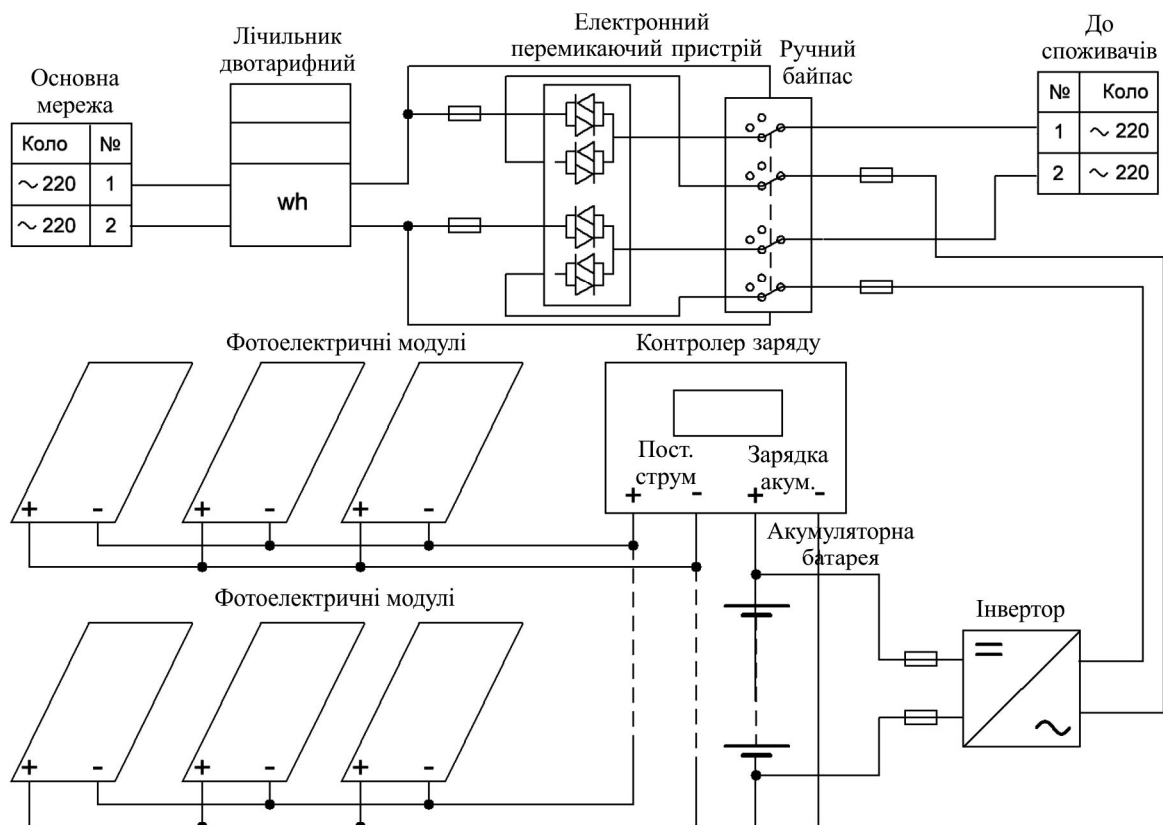 Електронний
перемикаючий пристрій
До
споживачів
Лічильник
двотарифний
Ручний
байпас
Основна
мережа
Коло №
~ 220 1
~ 220 2
wh
№ Коло
1 ~ 220
2 ~ 220
Фотоелектричні модулі
Контролер заряду
Пост.
струм
Зарядка
акум.
+ - + -
+ - + - + -
Акумуляторна
батарея
Фотоелектричні модулі
Інвертор
+ - + - + -